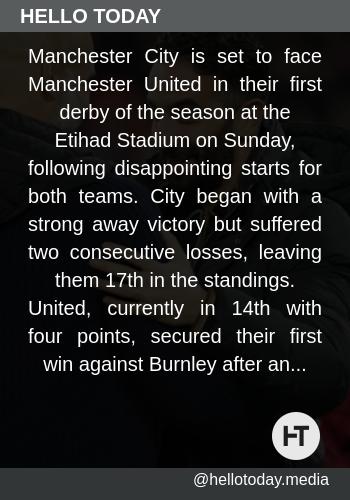 HELLO TODAY
Manchester City is set to face
Manchester United in their first
derby of the season at the
Etihad Stadium on Sunday,
following disappointing starts for
both teams. City began with a
strong away victory but suffered
two consecutive losses, leaving
them 17th in the standings.
United, currently in 14th with
four points, secured their first
win against Burnley after an...
HT
@hellotoday.media